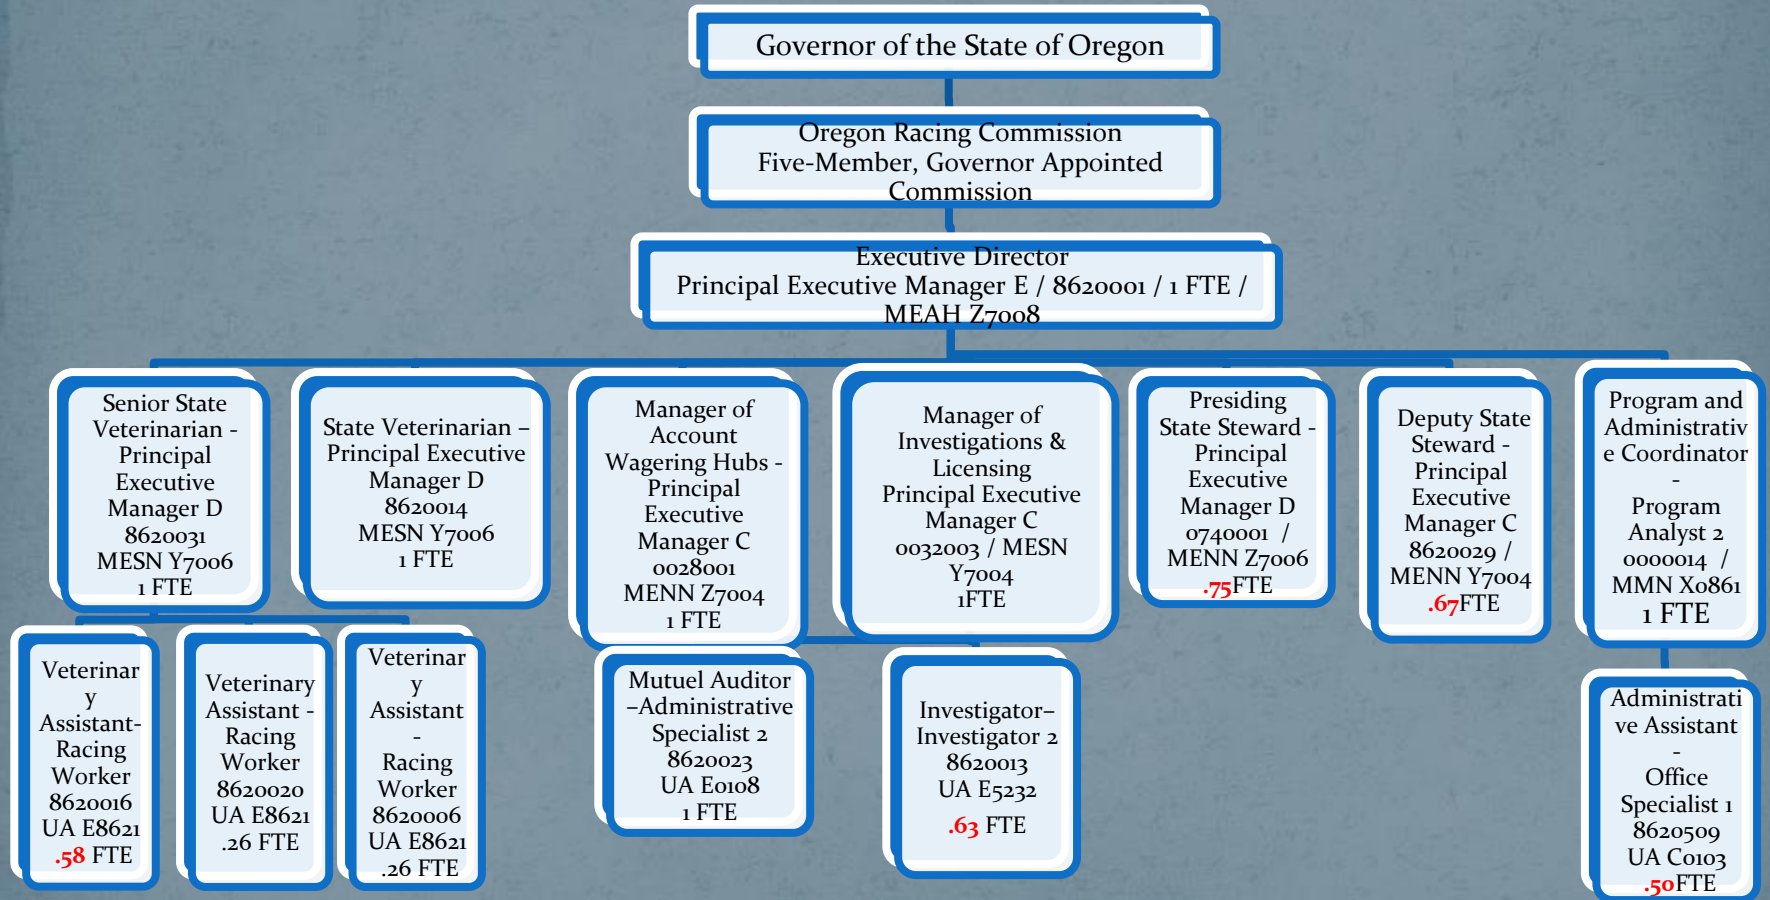 Governor of the State of Oregon
Oregon Racing Commission
Five-Member, Governor Appointed
Commission
Executive Director
Principal Executive Manager E / 8620001 / 1 FTE /
MEAH Z7008
Senior State
Veterinarian -
Principal
Executive
Manager D
8620031
MESN Y7006
1 FTE
State Veterinarian –
Principal Executive
Manager D
8620014
MESN Y7006
1 FTE
Manager of
Account
Wagering Hubs -
Principal
Executive
Manager C
0028001
MENN Z7004
1 FTE
Manager of
Investigations &
Licensing
Principal Executive
Manager C
0032003 / MESN
Y7004
1FTE
Presiding
State Steward -
Principal
Executive
Manager D
0740001 /
MENN Z7006
.75FTE
Deputy State
Steward -
Principal
Executive
Manager C
8620029 /
MENN Y7004
.67FTE
Program and
Administrativ
e Coordinator
-
Program
Analyst 2
0000014 /
MMN X0861
1 FTE
Veterinar
y
Assistant-
Racing
Worker
8620016
UA E8621
.58 FTE
Veterinary
Assistant -
Racing
Worker
8620020
UA E8621
.26 FTE
Veterinar
y
Assistant
-
Racing
Worker
8620006
UA E8621
.26 FTE
Mutuel Auditor
–Administrative
Specialist 2
8620023
UA E0108
1 FTE
Investigator–
Investigator 2
8620013
UA E5232
.63 FTE
Administrati
ve Assistant
-
Office
Specialist 1
8620509
UA C0103
.50FTE